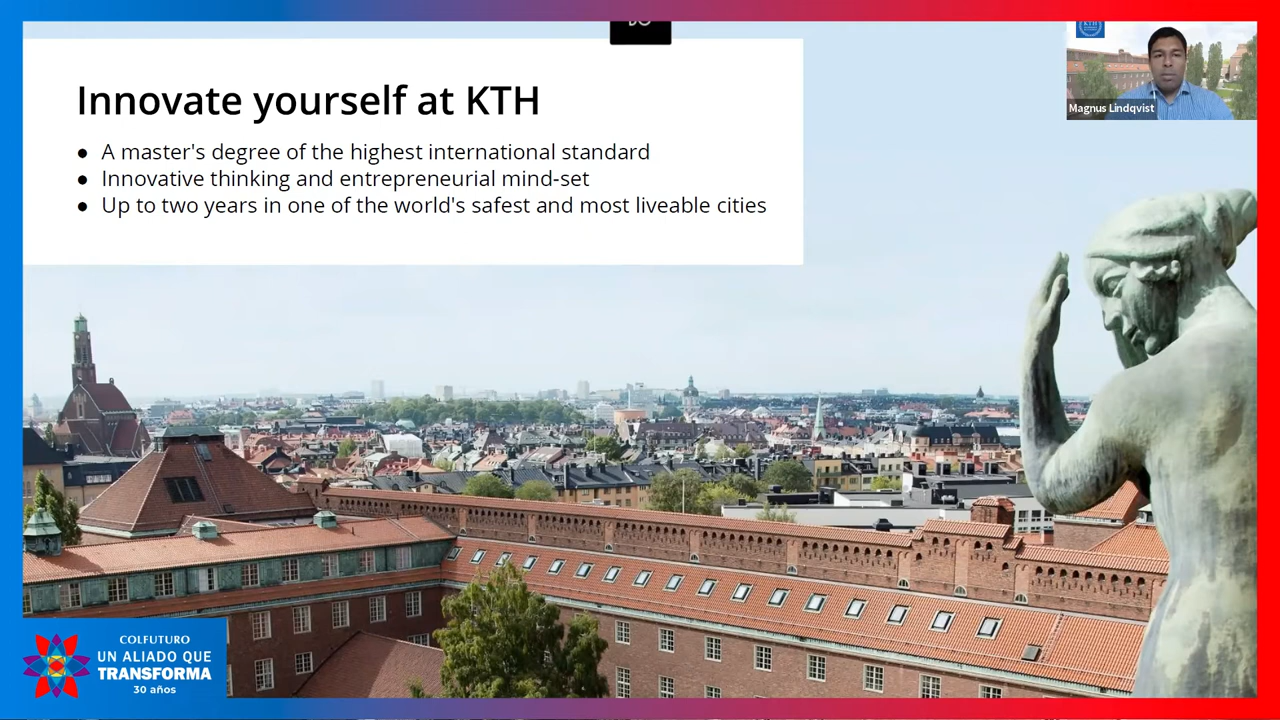 Innovate yourself at KTH
● A master's degree of the highest international standard
● Innovative thinking and entrepreneurial mind-set
● Up to two years in one of the world's safest and most liveable cities
KTH
Magnus Lindqvist
COLFUTURO
UN ALIADO QUE
TRANSFORMA
30 años